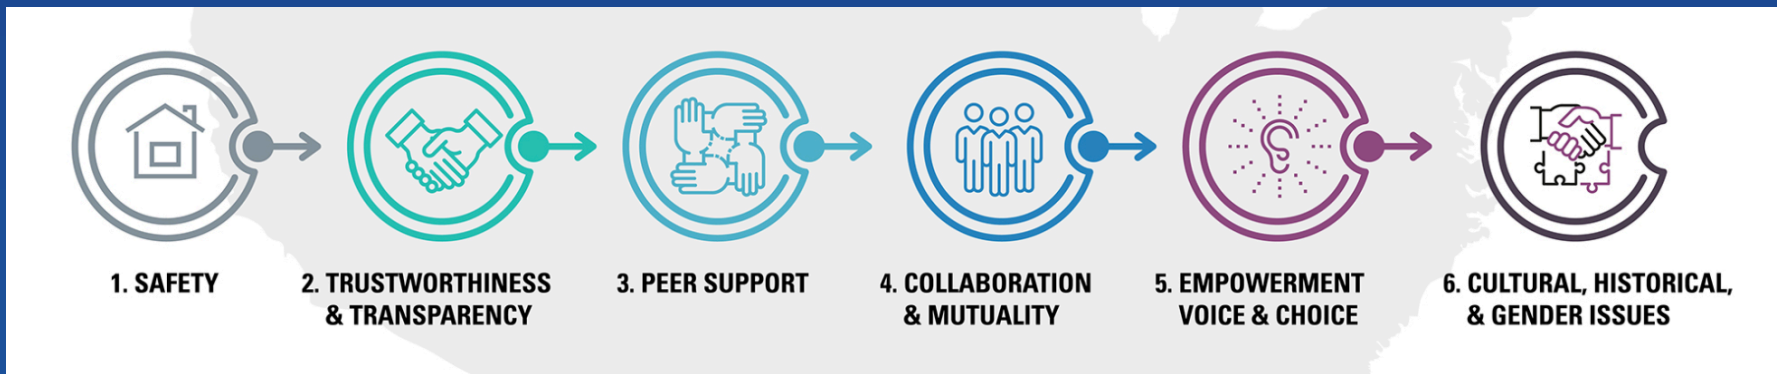 1. SAFETY
2. TRUSTWORTHINESS
& TRANSPARENCY
3. PEER SUPPORT
4. COLLABORATION
& MUTUALITY
5. EMPOWERMENT
VOICE & CHOICE
6. CULTURAL, HISTORICAL,
& GENDER ISSUES